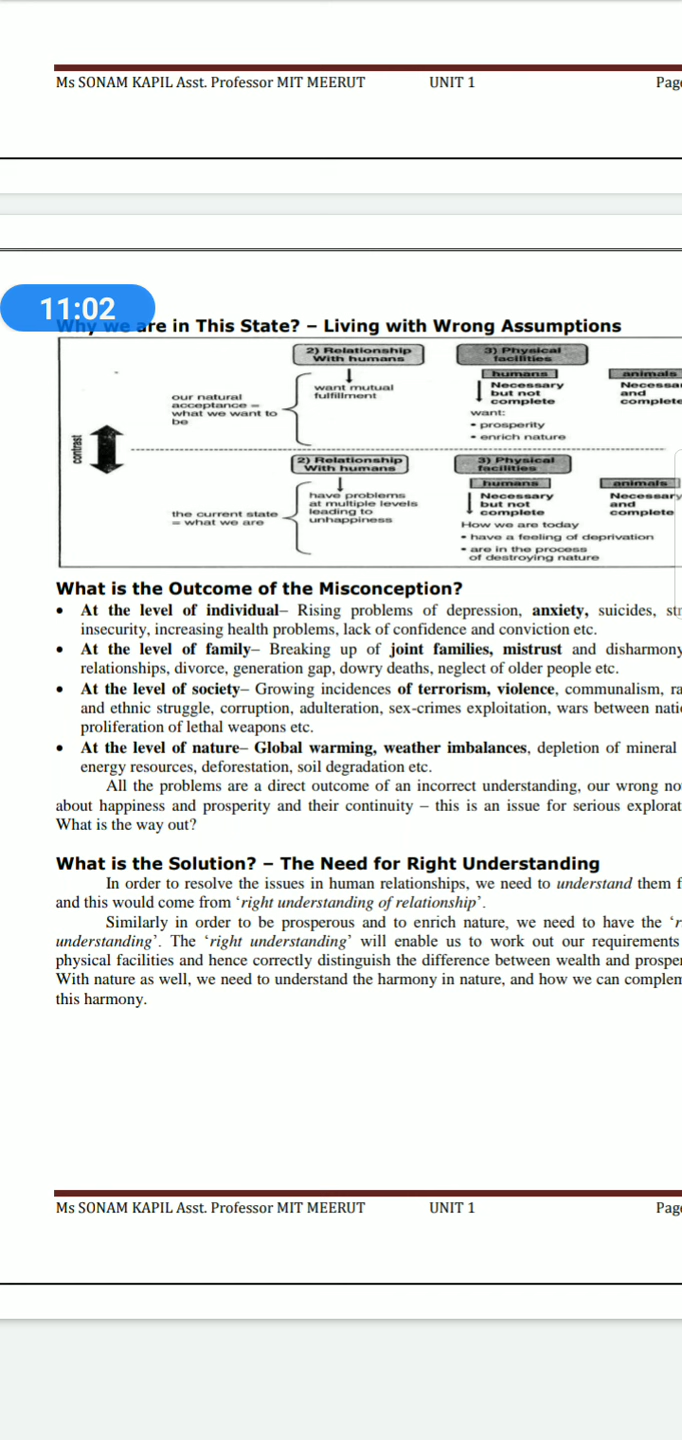 Ms SONAM KAPIL Asst. Professor MIT MEERUT UNIT 1
11:02
Why we are in This State? – Living with Wrong Assumptions
2) Relationship With humans
3) Physical facilities
humans
animals
want mutual fulfillment
Necessary but not complete
and
our natural acceptance = what we want to be
want:
• prosperity
• enrich nature
contrast
2) Relationship With humans
3) Physical facilities
humans
animals
have problems at multiple levels leading to unhappiness
Necessary but not complete
Necessary and complete
the current state = what we are
How we are today
• have a feeling of deprivation
• are in the process of destroying nature
What is the Outcome of the Misconception?
• At the level of individual– Rising problems of depression, anxiety, suicides,
insecurity, increasing health problems, lack of confidence and conviction etc.
• At the level of family– Breaking up of joint families, mistrust and disharmony
relationships, divorce, generation gap, dowry deaths, neglect of older people etc.
• At the level of society– Growing incidences of terrorism, violence, communalism,
and ethnic struggle, corruption, adulteration, sex-crimes exploitation, wars between
proliferation of lethal weapons etc.
• At the level of nature– Global warming, weather imbalances, depletion of mineral
energy resources, deforestation, soil degradation etc.
All the problems are a direct outcome of an incorrect understanding, our wrong
about happiness and prosperity and their continuity – this is an issue for serious
What is the way out?
What is the Solution? – The Need for Right Understanding
In order to resolve the issues in human relationships, we need to understand them
and this would come from ‘right understanding of relationship’.
Similarly in order to be prosperous and to enrich nature, we need to have the
understanding’. The ‘right understanding’ will enable us to work out our requirements
physical facilities and hence correctly distinguish the difference between wealth and
With nature as well, we need to understand the harmony in nature, and how we can
this harmony.
Ms SONAM KAPIL Asst. Professor MIT MEERUT UNIT 1